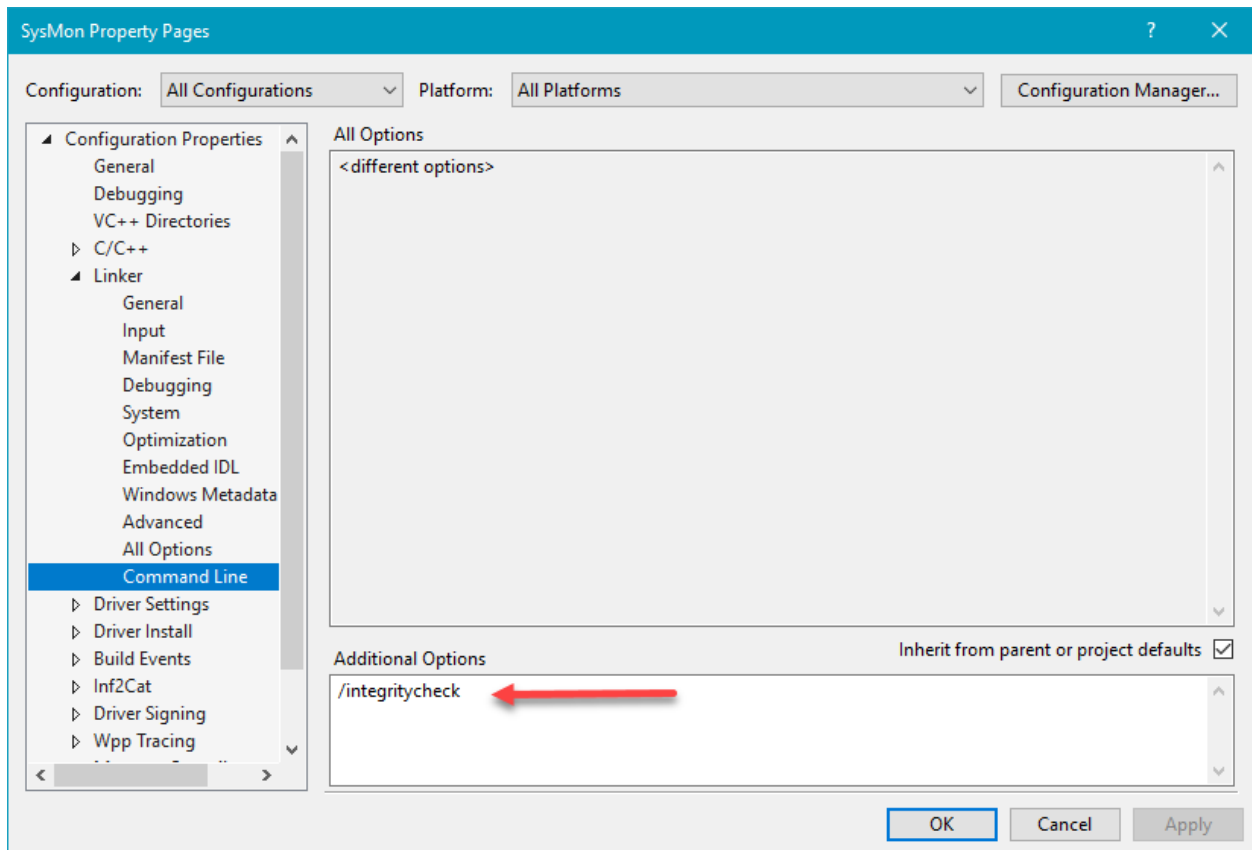 SysMon Property Pages
Configuration: All Configurations Platform: All Platforms Configuration Manager...
Configuration Properties
General
Debugging
VC++ Directories
C/C++
Linker
General
Input
Manifest File
Debugging
System
Optimization
Embedded IDL
Windows Metadata
Advanced
All Options
Command Line
Driver Settings
Driver Install
Build Events
Inf2Cat
Driver Signing
Wpp Tracing
All Options
<different options>
Inherit from parent or project defaults
Additional Options
/integritycheck
OK Cancel Apply